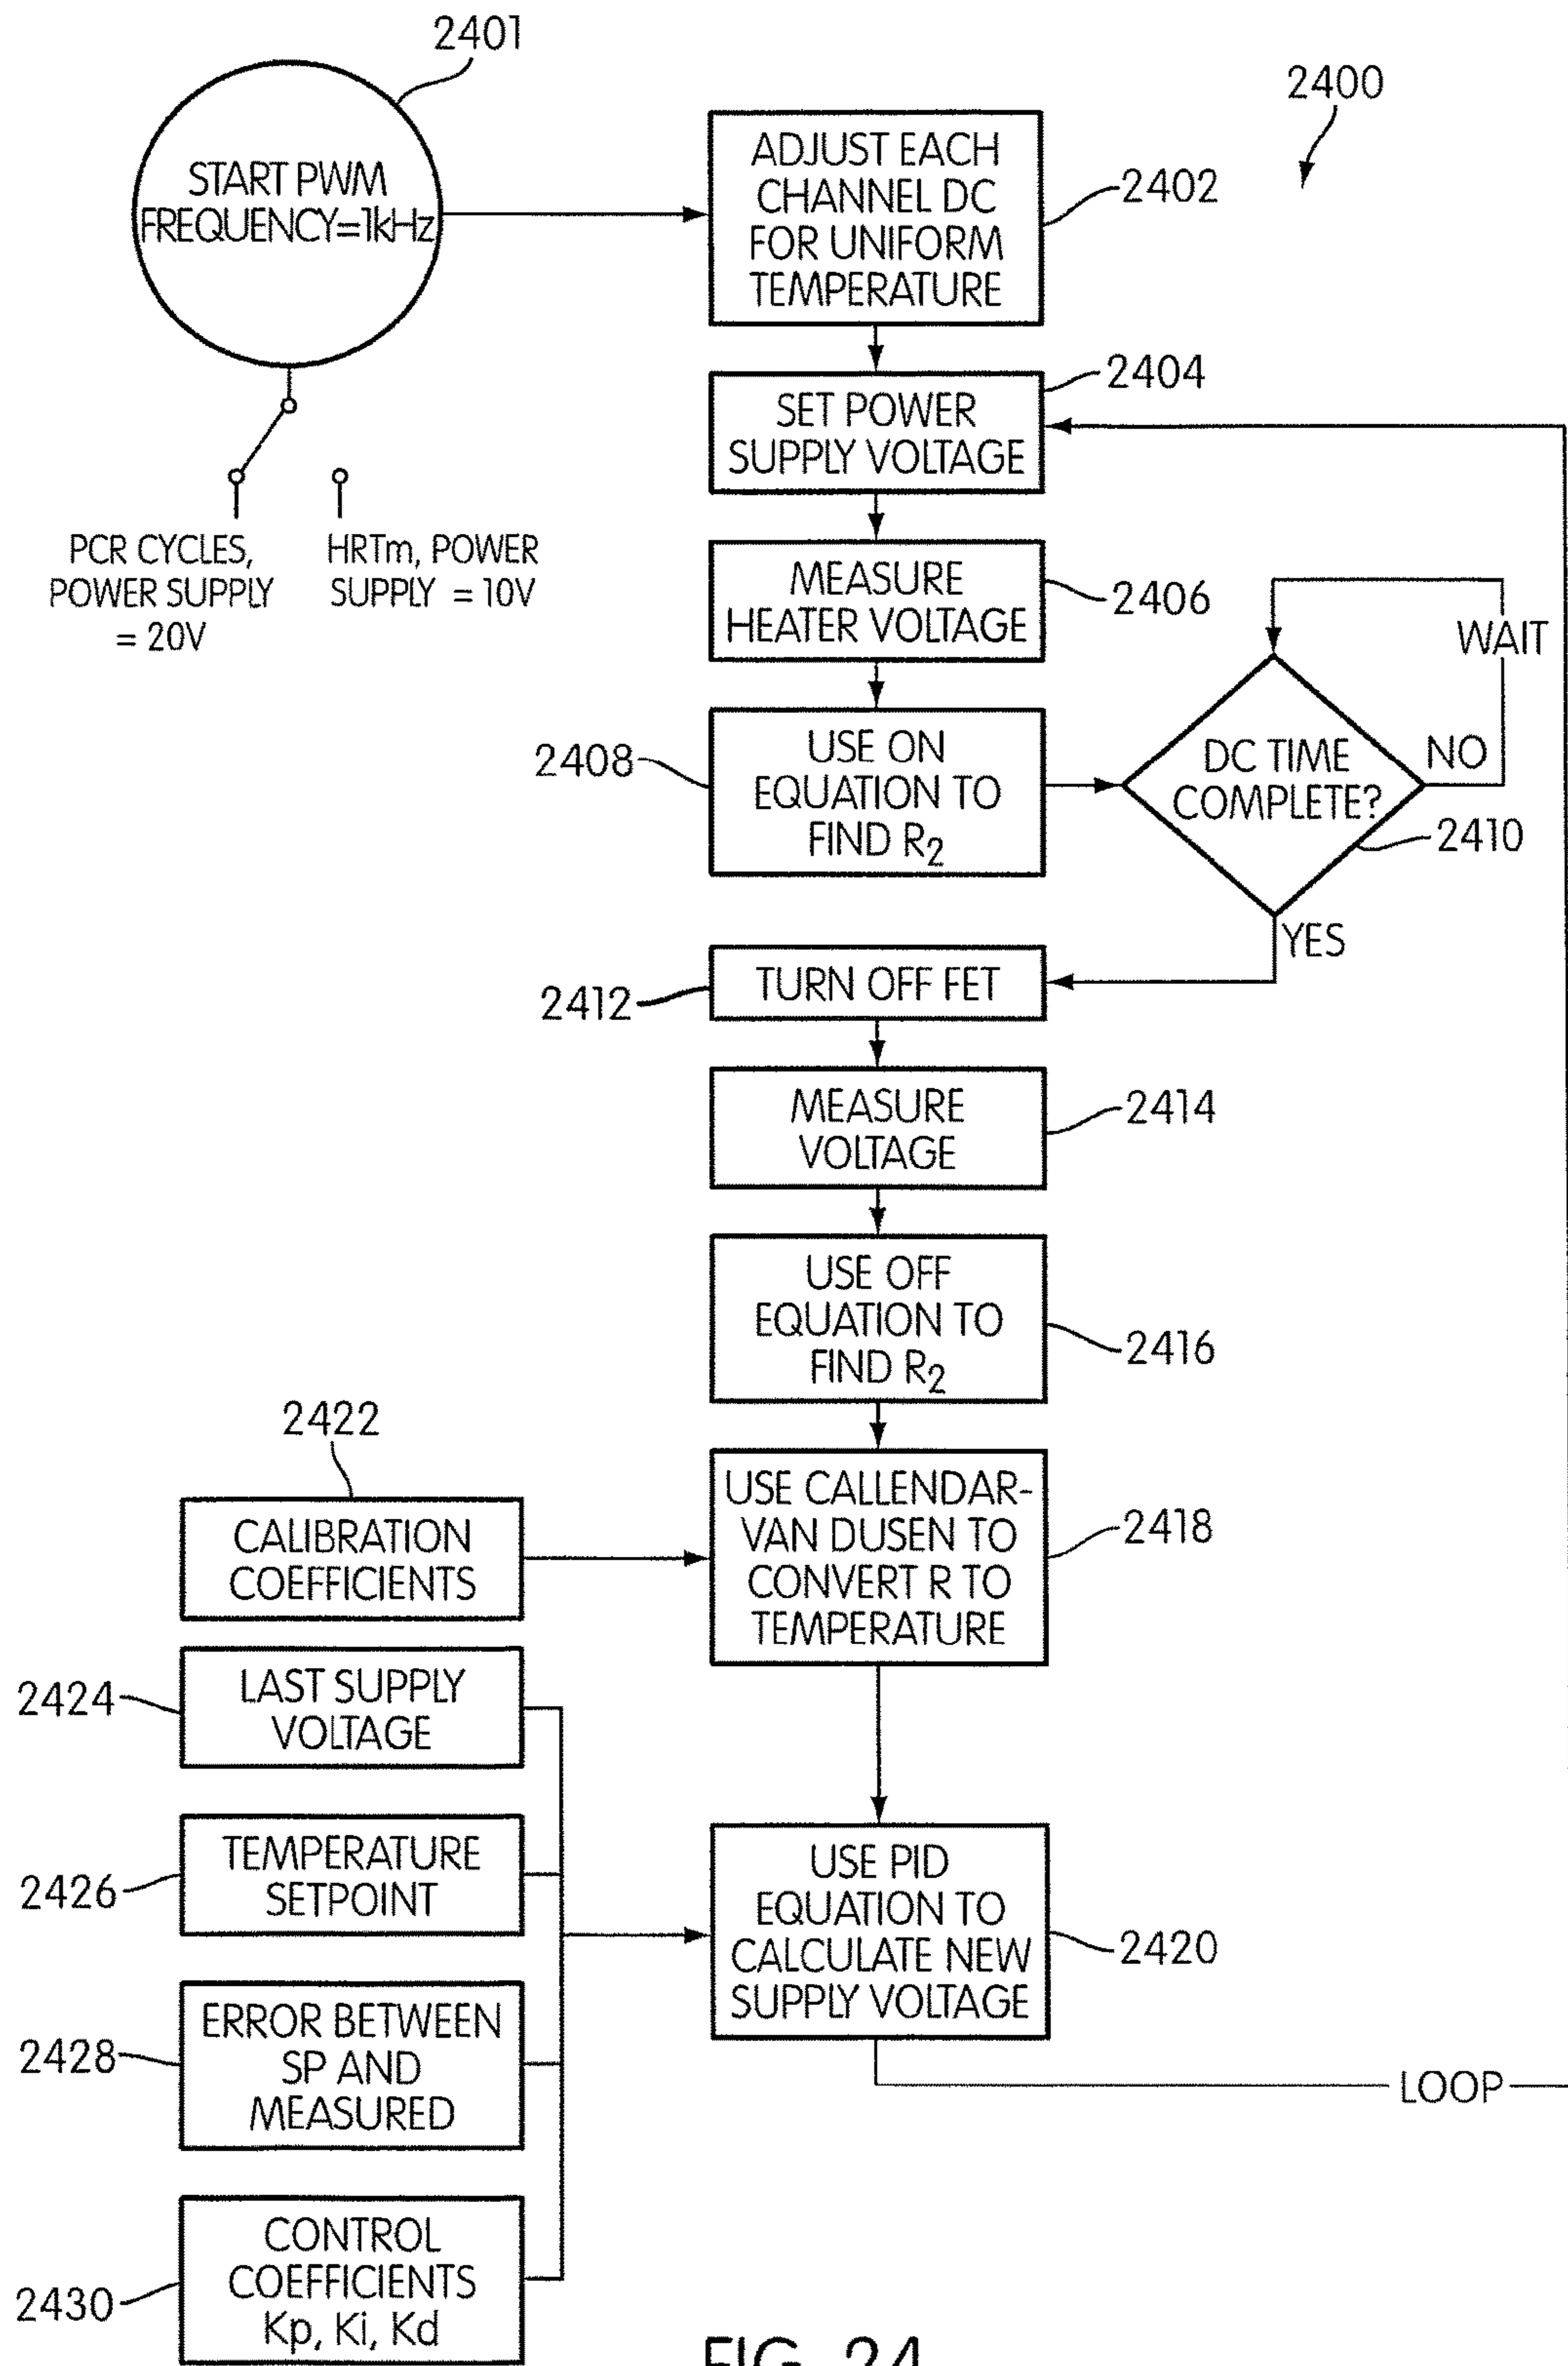 2401
START PWM
FREQUENCY=1kHz
2400
ADJUST EACH
CHANNEL DC
FOR UNIFORM
TEMPERATURE
2402
SET POWER
SUPPLY VOLTAGE
2404
PCR CYCLES,
POWER SUPPLY
= 20V
HRTm, POWER
SUPPLY = 10V
MEASURE
HEATER VOLTAGE
2406
WAIT
2408
USE ON
EQUATION TO
FIND R2
DC TIME
COMPLETE?
NO
2410
YES
2412
TURN OFF FET
MEASURE
VOLTAGE
2414
USE OFF
EQUATION TO
FIND R2
2416
2422
CALIBRATION
COEFFICIENTS
USE CALLENDAR-
VAN DUSEN TO
CONVERT R TO
TEMPERATURE
2418
2424
LAST SUPPLY
VOLTAGE
2426
TEMPERATURE
SETPOINT
USE PID
EQUATION TO
CALCULATE NEW
SUPPLY VOLTAGE
2420
2428
ERROR BETWEEN
SP AND
MEASURED
LOOP
2430
CONTROL
COEFFICIENTS
Kp, Ki, Kd
FIG. 24